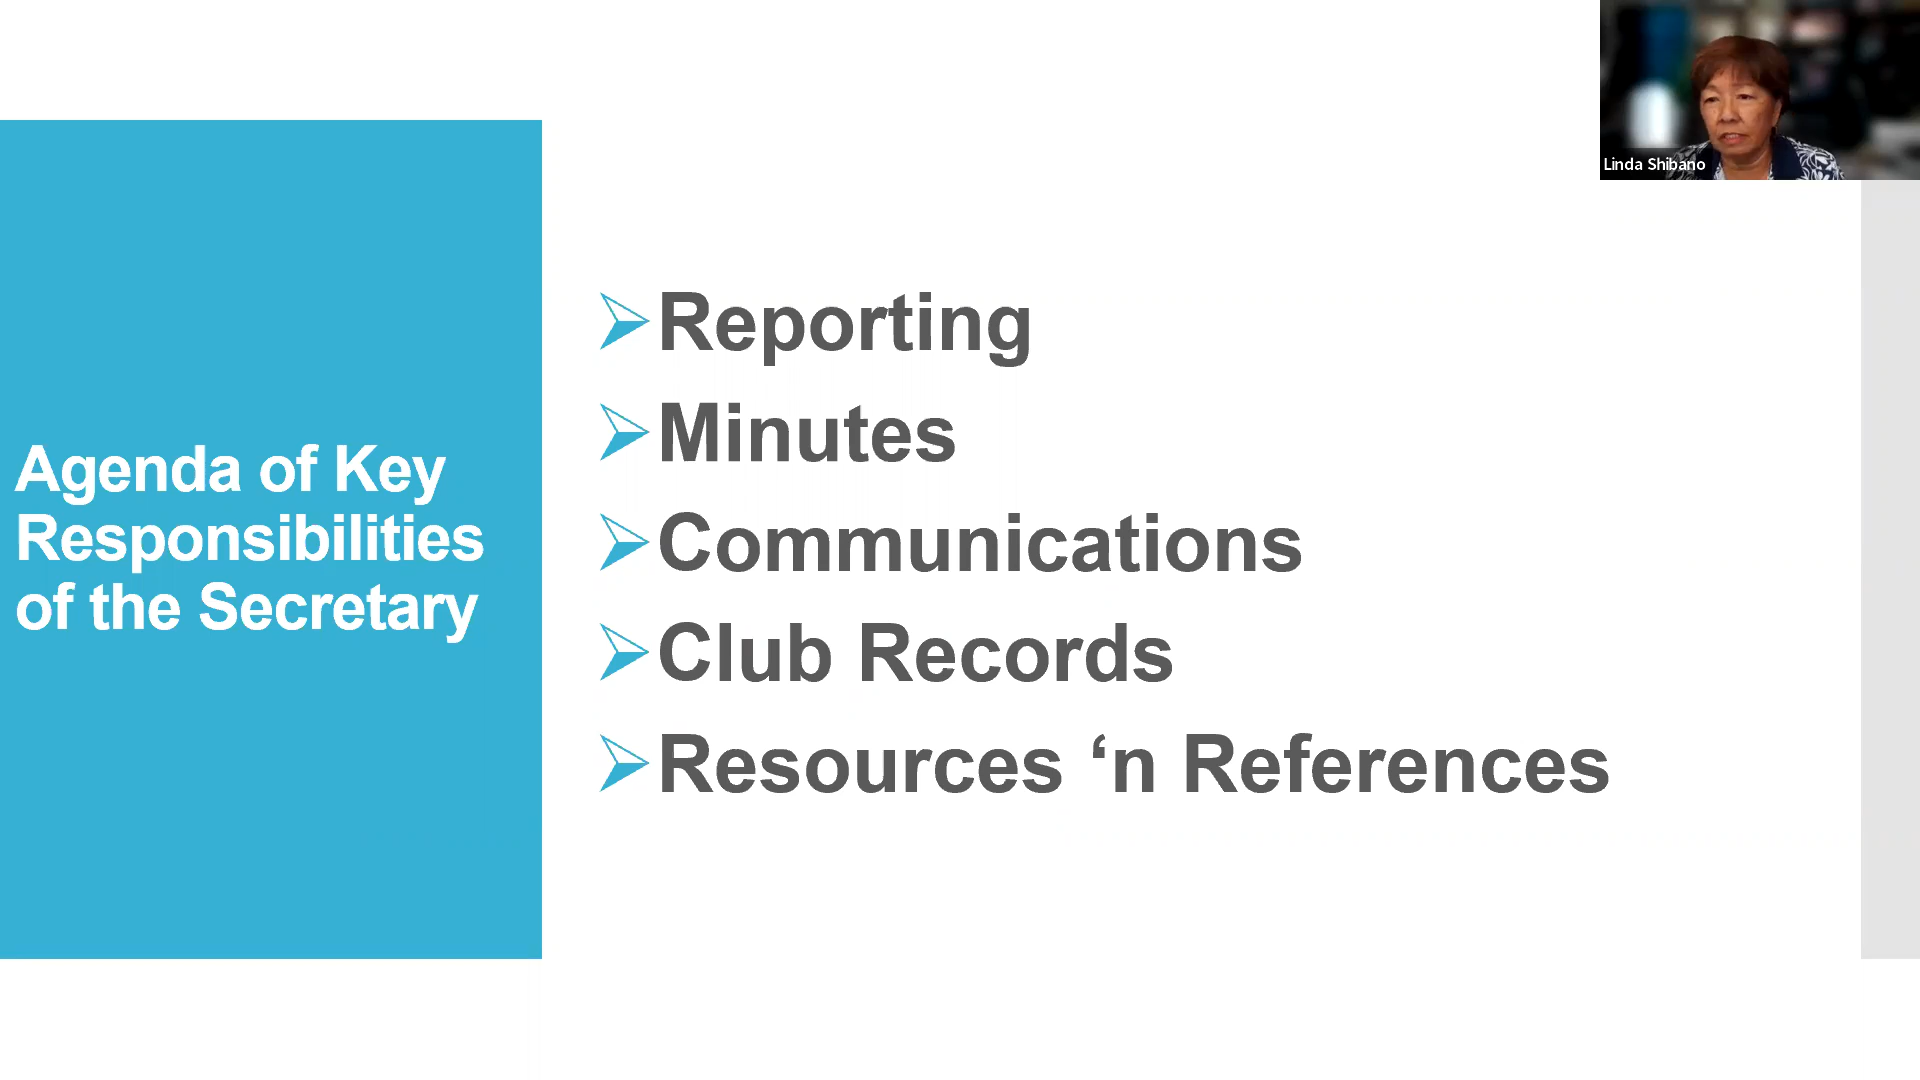 Linda Shibano
Agenda of Key
Responsibilities
of the Secretary
Reporting
Minutes
Communications
Club Records
Resources ‘n References